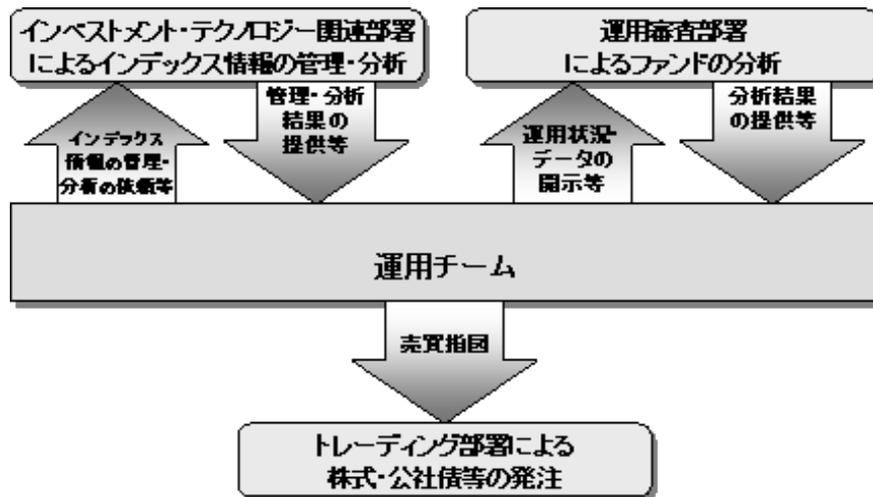 インベストメント・テクノロジー関連部署
によるインデックス情報の管理・分析
運用審査部署
によるファンドの分析
インデックス
情報の管理・
分析の依頼等
管理・分析
結果の
提供等
運用状況・
データの
開示等
分析結果
の提供等
運用チーム
売買指図
トレーディング部署による
株式・公社債等の発注